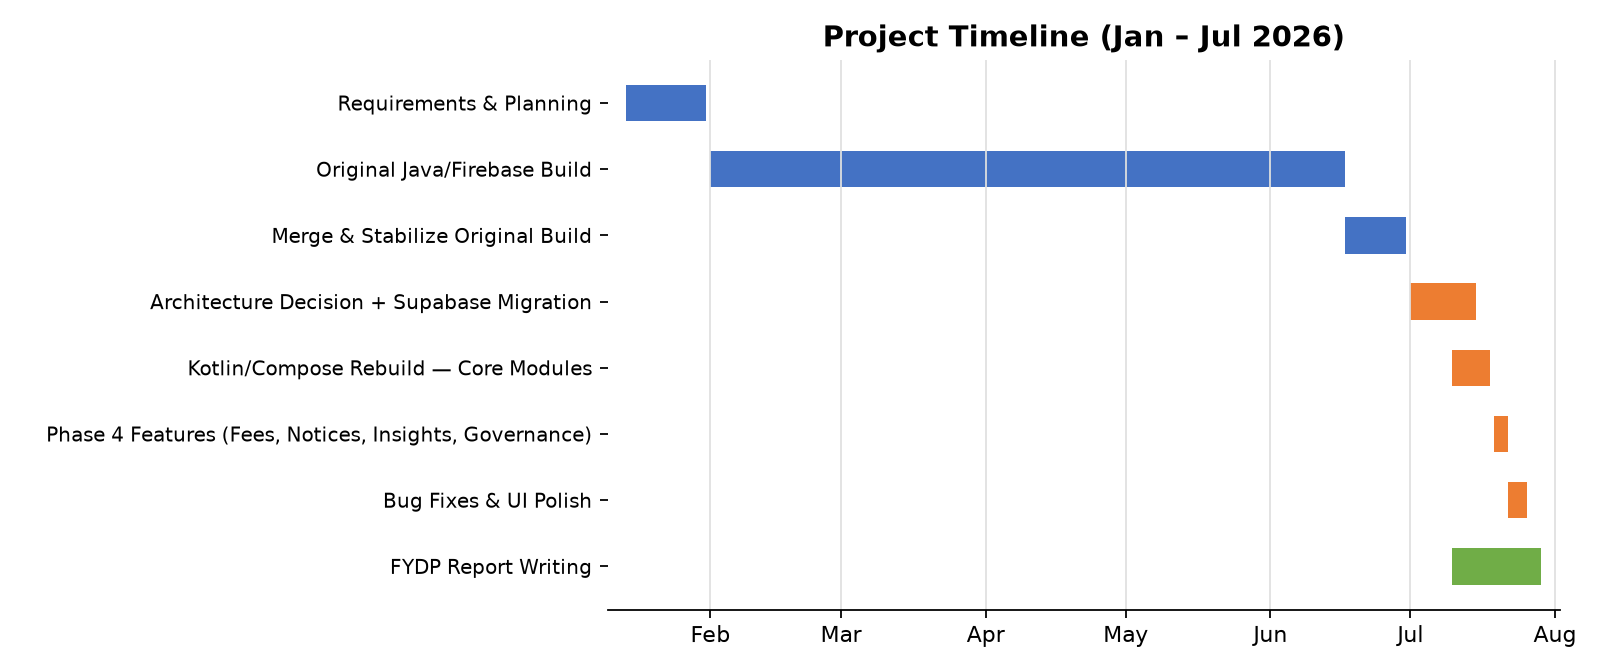 Project Timeline (Jan – Jul 2026)
Requirements & Planning
Original Java/Firebase Build
Merge & Stabilize Original Build
Architecture Decision + Supabase Migration
Kotlin/Compose Rebuild — Core Modules
Phase 4 Features (Fees, Notices, Insights, Governance)
Bug Fixes & UI Polish
FYDP Report Writing
Feb Mar Apr May Jun Jul Aug